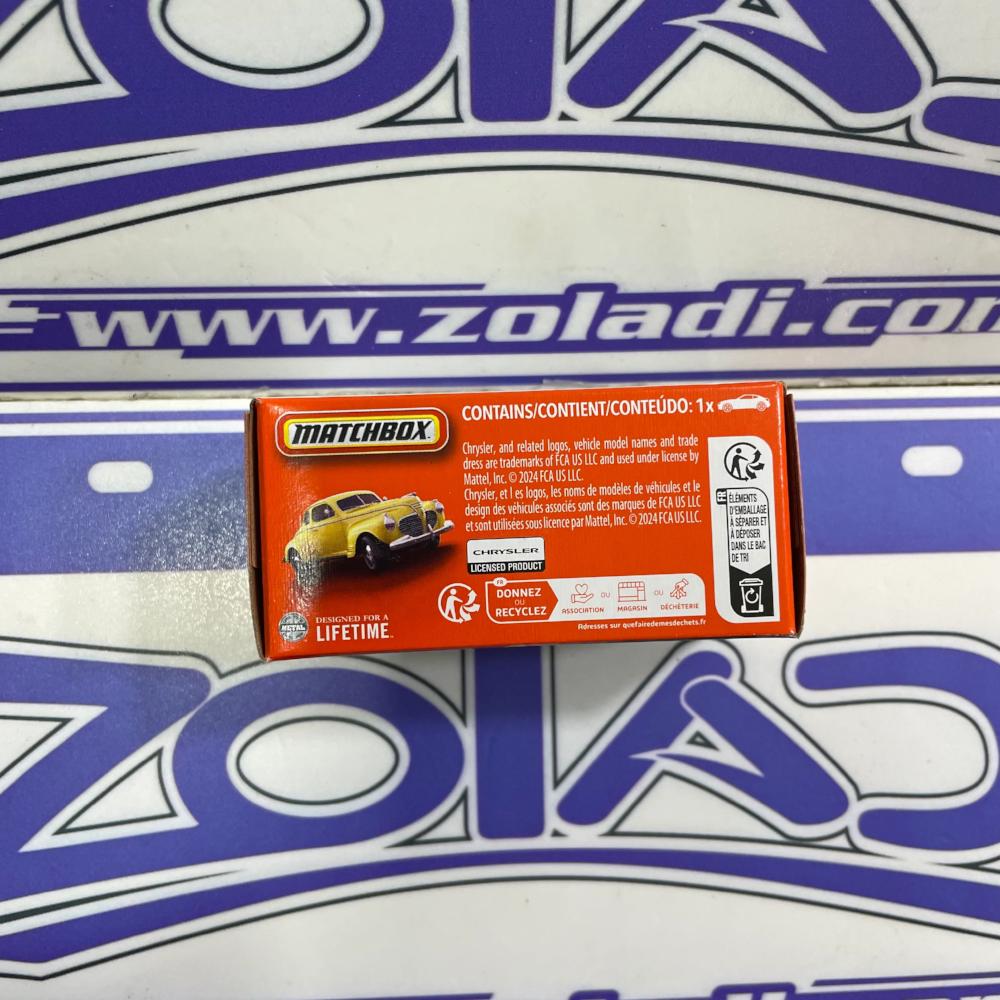 ZOLAD
www.zoladi.com
MATCHBOX
CONTAINS/CONTIENT/CONTEÚDO: 1x
Chrysler, and related logos, vehicle model names and trade
dress are trademarks of FCA US LLC and used under license by
Mattel, Inc. © 2024 FCA US LLC.
Chrysler, et l es logos, les noms de modèles de véhicules et le
design des véhicules associés sont des marques de FCA US LLC
et sont utilisées sous licence par Mattel, Inc. © 2024 FCA US LLC.
CHRYSLER
LICENSED PRODUCT
FR
ÉLÉMENTS
D'EMBALLAGE
À SÉPARER ET
À DÉPOSER
DANS LE BAC
DE TRI
FR
DONNEZ
OU
RECYCLEZ
ASSOCIATION
OU
MAGASIN
OU
DÉCHÈTERIE
Adresses sur quefairedemesdechets.fr
METAL
DESIGNED FOR A
LIFETIME™
ZOLAD